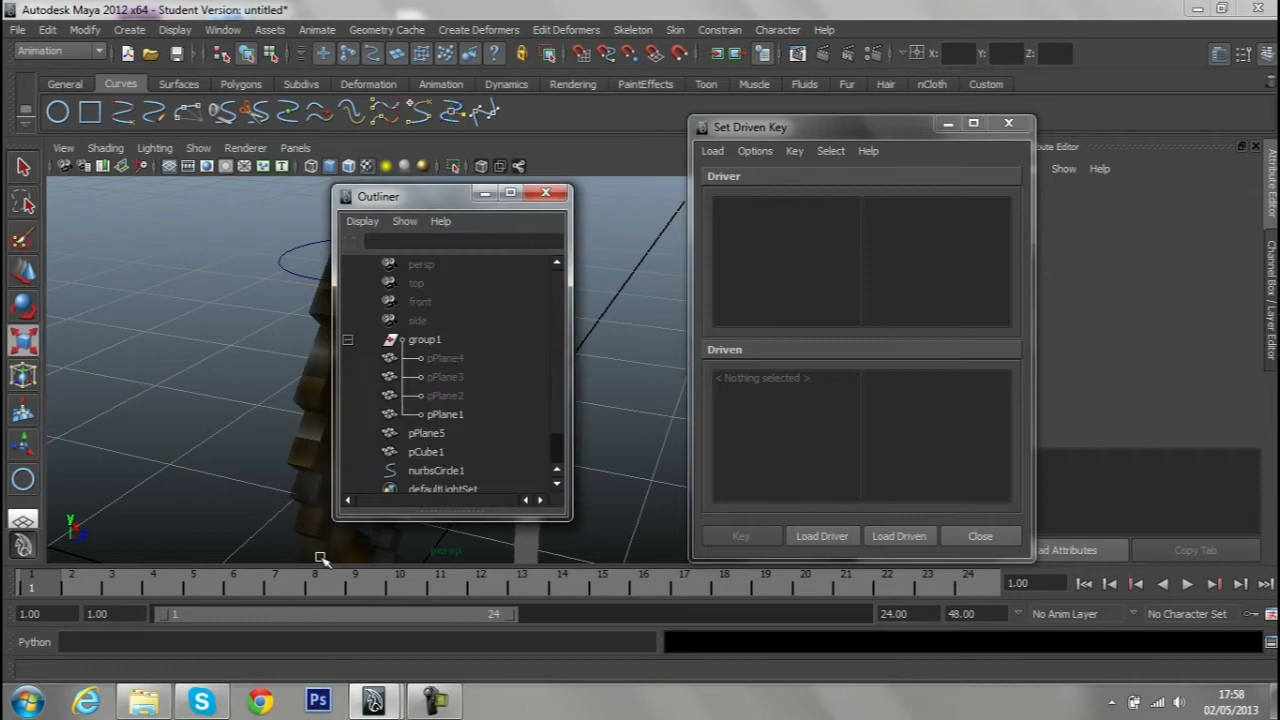 Autodesk Maya 2012 x64 - Student Version: untitled*
File Edit Modify Create Display Window Assets Animate Geometry Cache Create Deformers Edit Deformers Skeleton Skin Constrain Character Help
Animation X: Y: Z:
General Curves Surfaces Polygons Subdivs Deformation Animation Dynamics Rendering PaintEffects Toon Muscle Fluids Fur Hair nCloth Custom
View Shading Lighting Show Renderer Panels
Set Driven Key
Load Options Key Select Help
Driver
Driven
< Nothing selected >
Key Load Driver Load Driven Close
Outliner
Display Show Help
persp
top
front
side
group1
pPlane4
pPlane3
pPlane2
pPlane1
pPlane5
pCube1
nurbsCircle1
defaultLightSet
Show Help
Attribute Editor
Channel Box / Layer Editor
Copy Tab
y
persp
1 2 3 4 5 6 7 8 9 10 11 12 13 14 15 16 17 18 19 20 21 22 23 24
1 1.00
1.00 1.00 1 24 24.00 48.00 No Anim Layer No Character Set
Python
Ps
17:58
02/05/2013